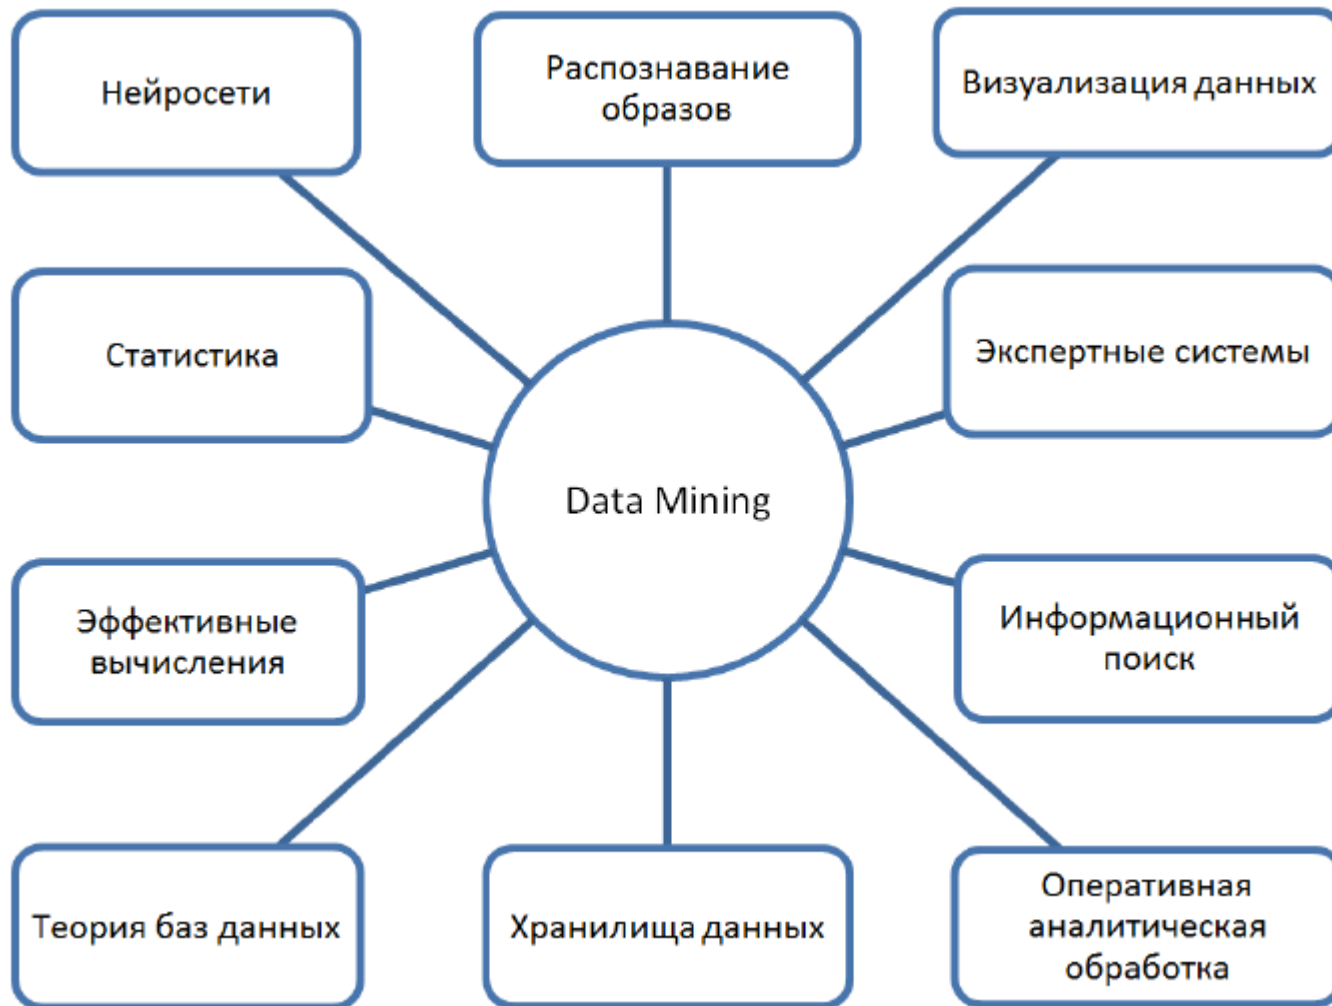 Нейросети
Распознавание
образов
Визуализация данных
Статистика
Экспертные системы
Data Mining
Эффективные
вычисления
Информационный
поиск
Теория баз данных
Хранилища данных
Оперативная
аналитическая
обработка